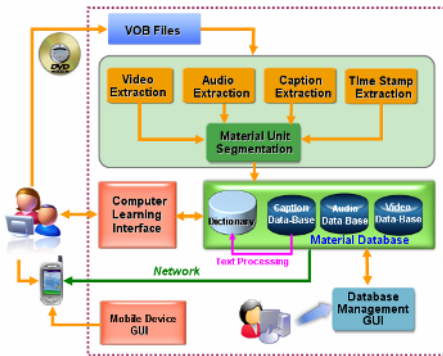 VOB Files
DVD
Video
Extraction
Audio
Extraction
Caption
Extraction
Time Stamp
Extraction
Material Unit
Segmentation
Computer
Learning
Interface
Dictionary
Caption
Data-Base
Audio
Data-Base
Video
Data-Base
Material Database
Text Processing
Network
Mobile Device
GUI
Database
Management
GUI